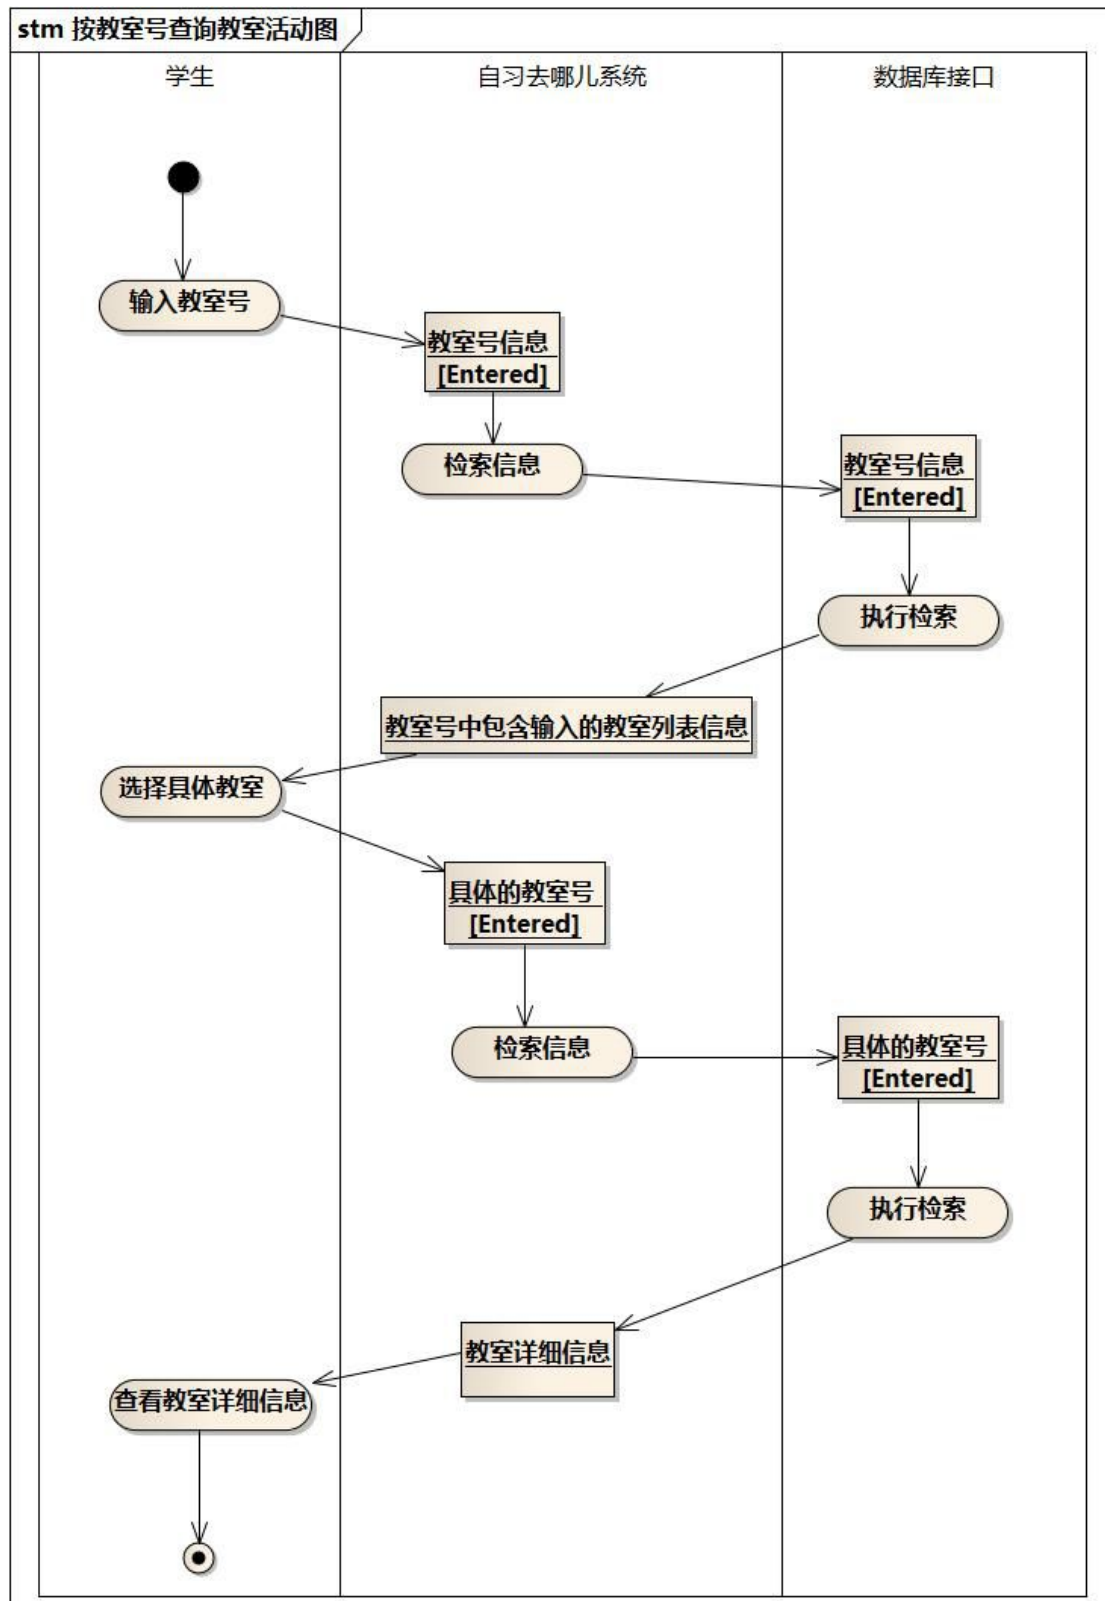 stm 按教室号查询教室活动图
学生
自习去哪儿系统
数据库接口
输入教室号
教室号信息
[Entered]
检索信息
教室号信息
[Entered]
执行检索
教室号中包含输入的教室列表信息
选择具体教室
具体的教室号
[Entered]
检索信息
具体的教室号
[Entered]
执行检索
教室详细信息
查看教室详细信息